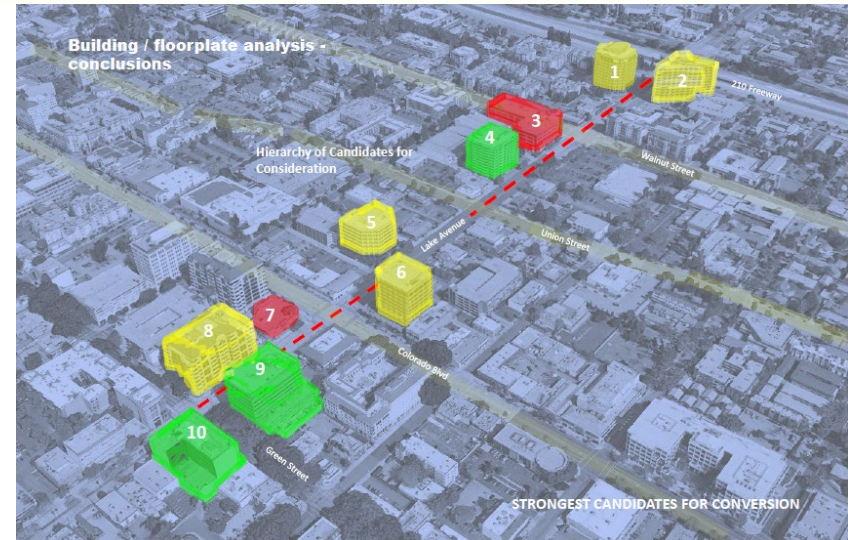 Building / floorplate analysis -
conclusions
1
2
210 Freeway
3
4
Walnut Street
Hierarchy of Candidates for
Consideration
5
Lake Avenue
Union Street
6
7
8
Colorado Blvd
9
10
Green Street
STRONGEST CANDIDATES FOR CONVERSION